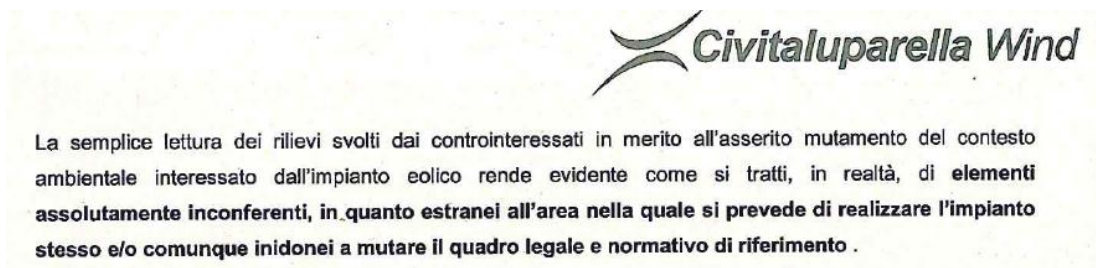 Civitaluparella Wind
La semplice lettura dei rilievi svolti dai controinteressati in merito all'asserito mutamento del contesto
ambientale interessato dall'impianto eolico rende evidente come si tratti, in realtà, di elementi
assolutamente inconferenti, in quanto estranei all'area nella quale si prevede di realizzare l'impianto
stesso e/o comunque inidonei a mutare il quadro legale e normativo di riferimento .